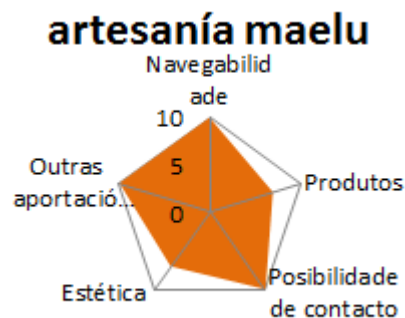 artesanía maelu
Navegabilid
ade
10
5
0
Produtos
Posibilidade
de contacto
Estética
Outras
aportació...